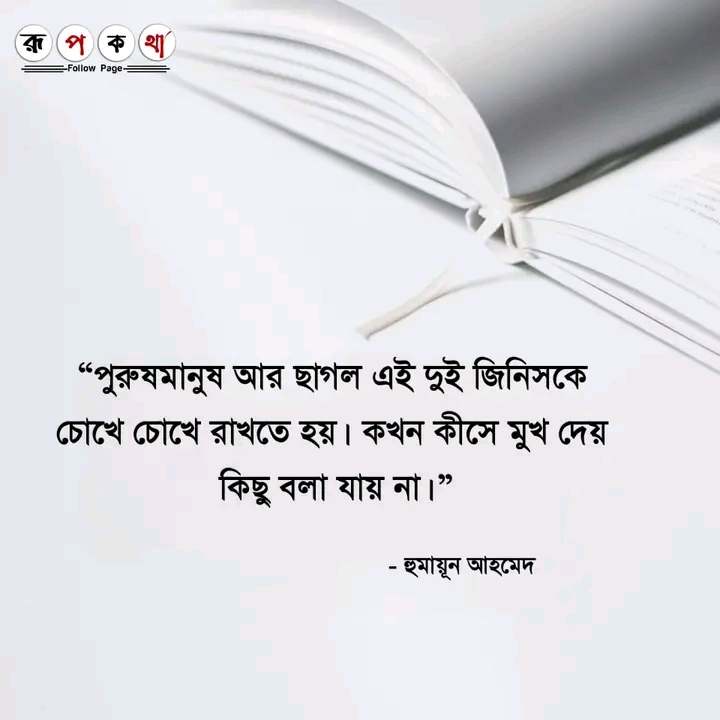 রূপকথা
Follow Page
“পুরুষমানুষ আর ছাগল এই দুই জিনিসকে
চোখে চোখে রাখতে হয়। কখন কীসে মুখ দেয়
কিছু বলা যায় না।”
- হুমায়ূন আহমেদ